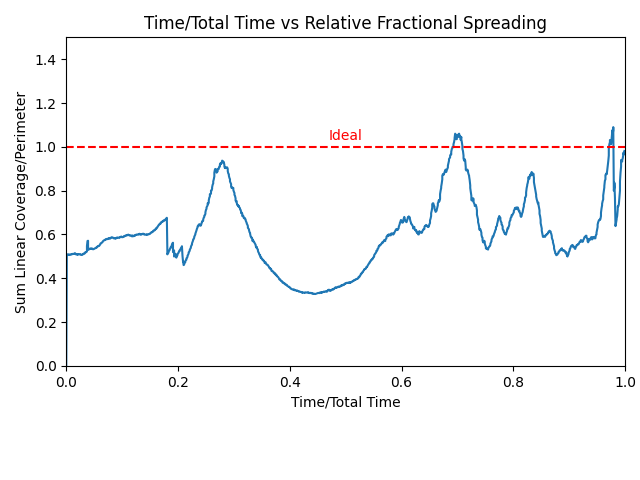 Time/Total Time vs Relative Fractional Spreading
1.4
1.2
Ideal
1.0
0.8
0.6
0.4
0.2
0.0
Sum Linear Coverage/Perimeter
0.0 0.2 0.4 0.6 0.8 1.0
Time/Total Time